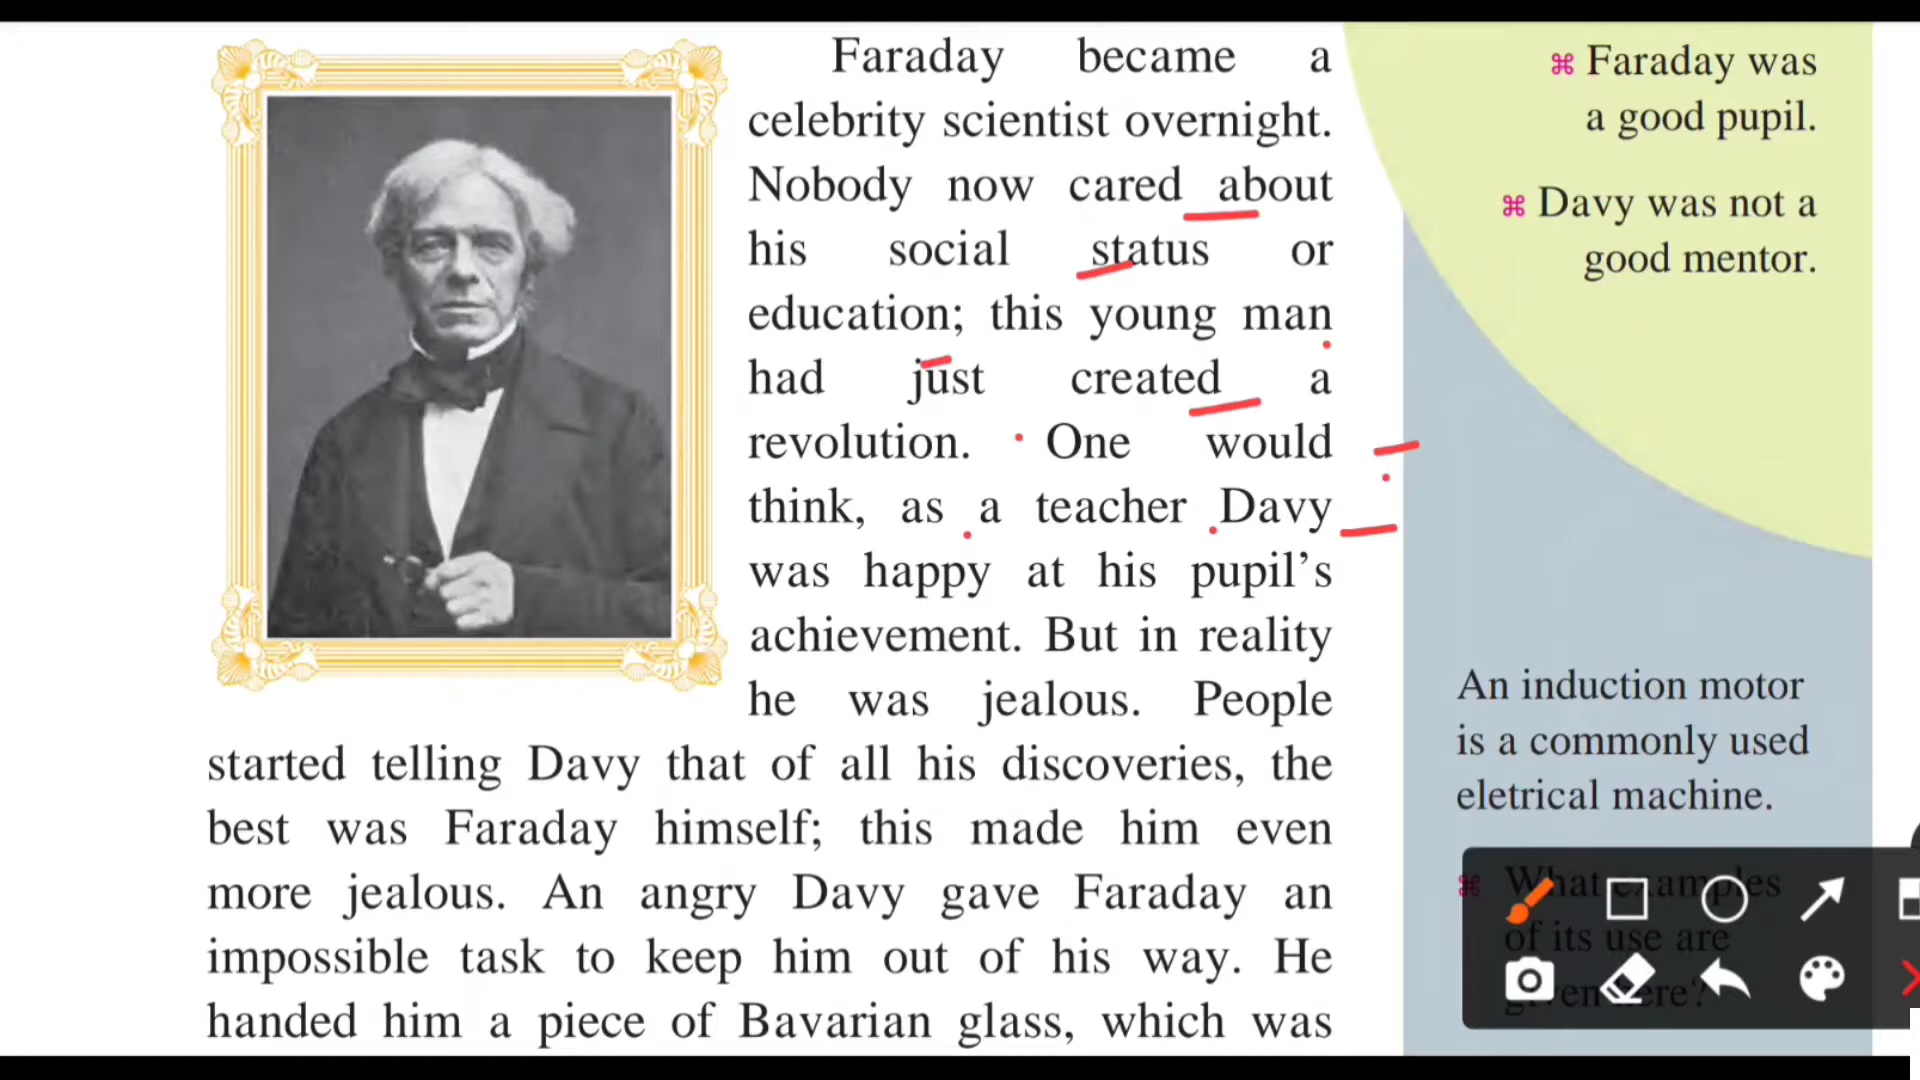 Faraday became a
celebrity scientist overnight.
Nobody now cared about
his social status or
education; this young man
had just created a
revolution. One would
think, as a teacher Davy
was happy at his pupil’s
achievement. But in reality
he was jealous. People
started telling Davy that of all his discoveries, the
best was Faraday himself; this made him even
more jealous. An angry Davy gave Faraday an
impossible task to keep him out of his way. He
handed him a piece of Bavarian glass, which was
⌘ Faraday was
a good pupil.
⌘ Davy was not a
good mentor.
An induction motor
is a commonly used
eletrical machine.
⌘ What examples
of its use are
given here?